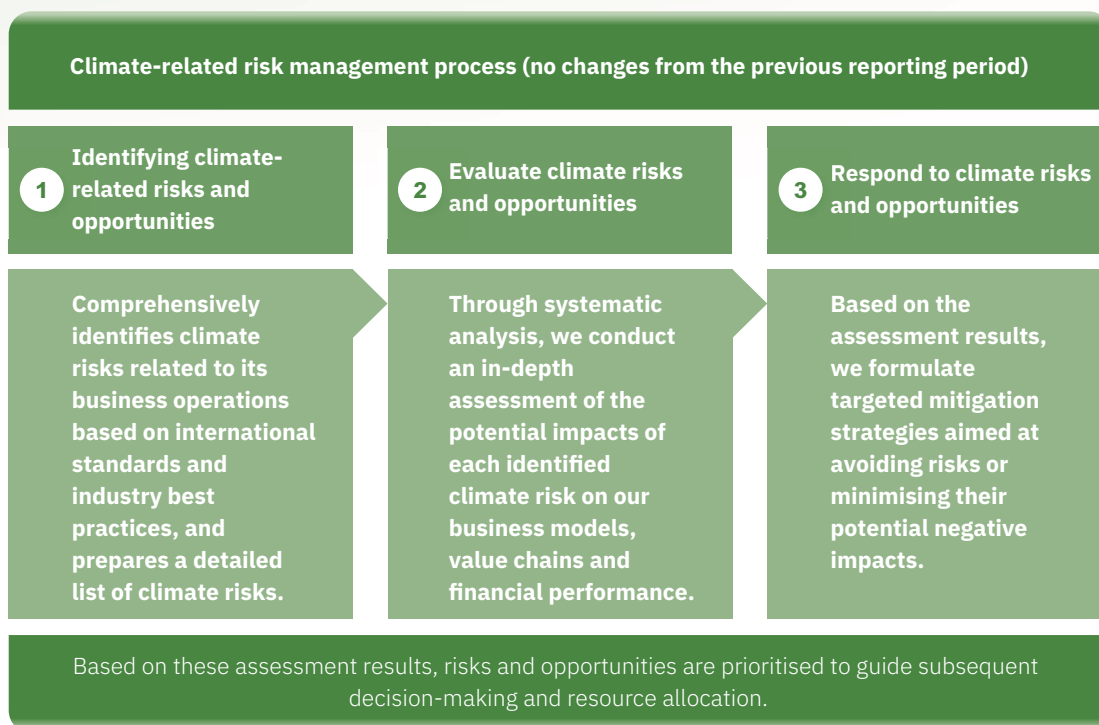 Climate-related risk management process (no changes from the previous reporting period)
1
Identifying climate-
related risks and
opportunities
Comprehensively
identifies climate
risks related to its
business operations
based on international
standards and
industry best
practices, and
prepares a detailed
list of climate risks.
2
Evaluate climate risks
and opportunities
Through systematic
analysis, we conduct
an in-depth
assessment of the
potential impacts of
each identified
climate risk on our
business models,
value chains and
financial performance.
3
Respond to climate risks
and opportunities
Based on the
assessment results,
we formulate
targeted mitigation
strategies aimed at
avoiding risks or
minimising their
potential negative
impacts.
Based on these assessment results, risks and opportunities are prioritised to guide subsequent
decision-making and resource allocation.